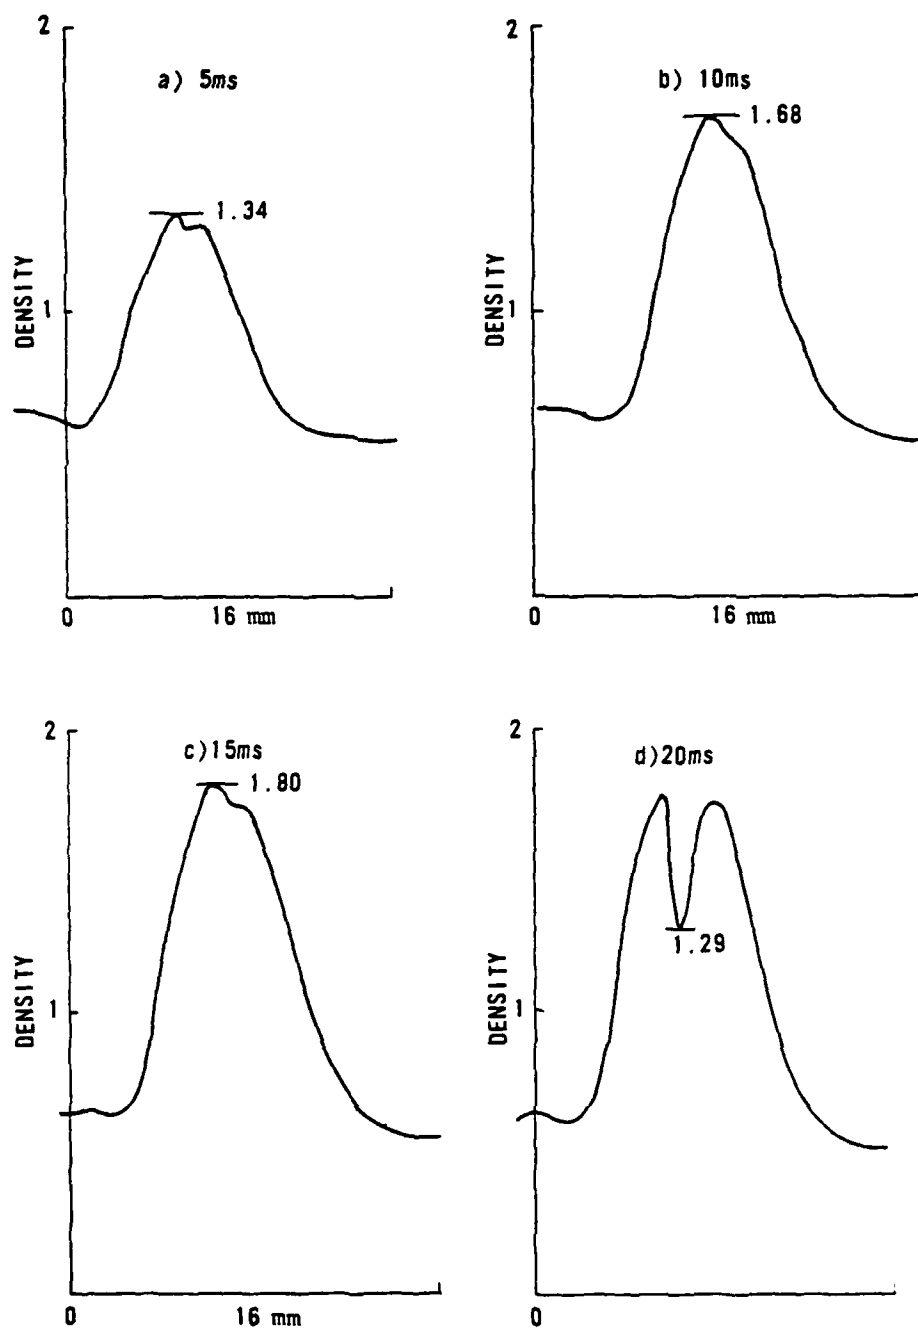 2
a) 5ms
1.34
DENSITY
1
0
16 mm
2
b) 10ms
1.68
DENSITY
1
0
16 mm
2
c)15ms
1.80
DENSITY
1
0
16 mm
2
d)20ms
1.29
DENSITY
1
0